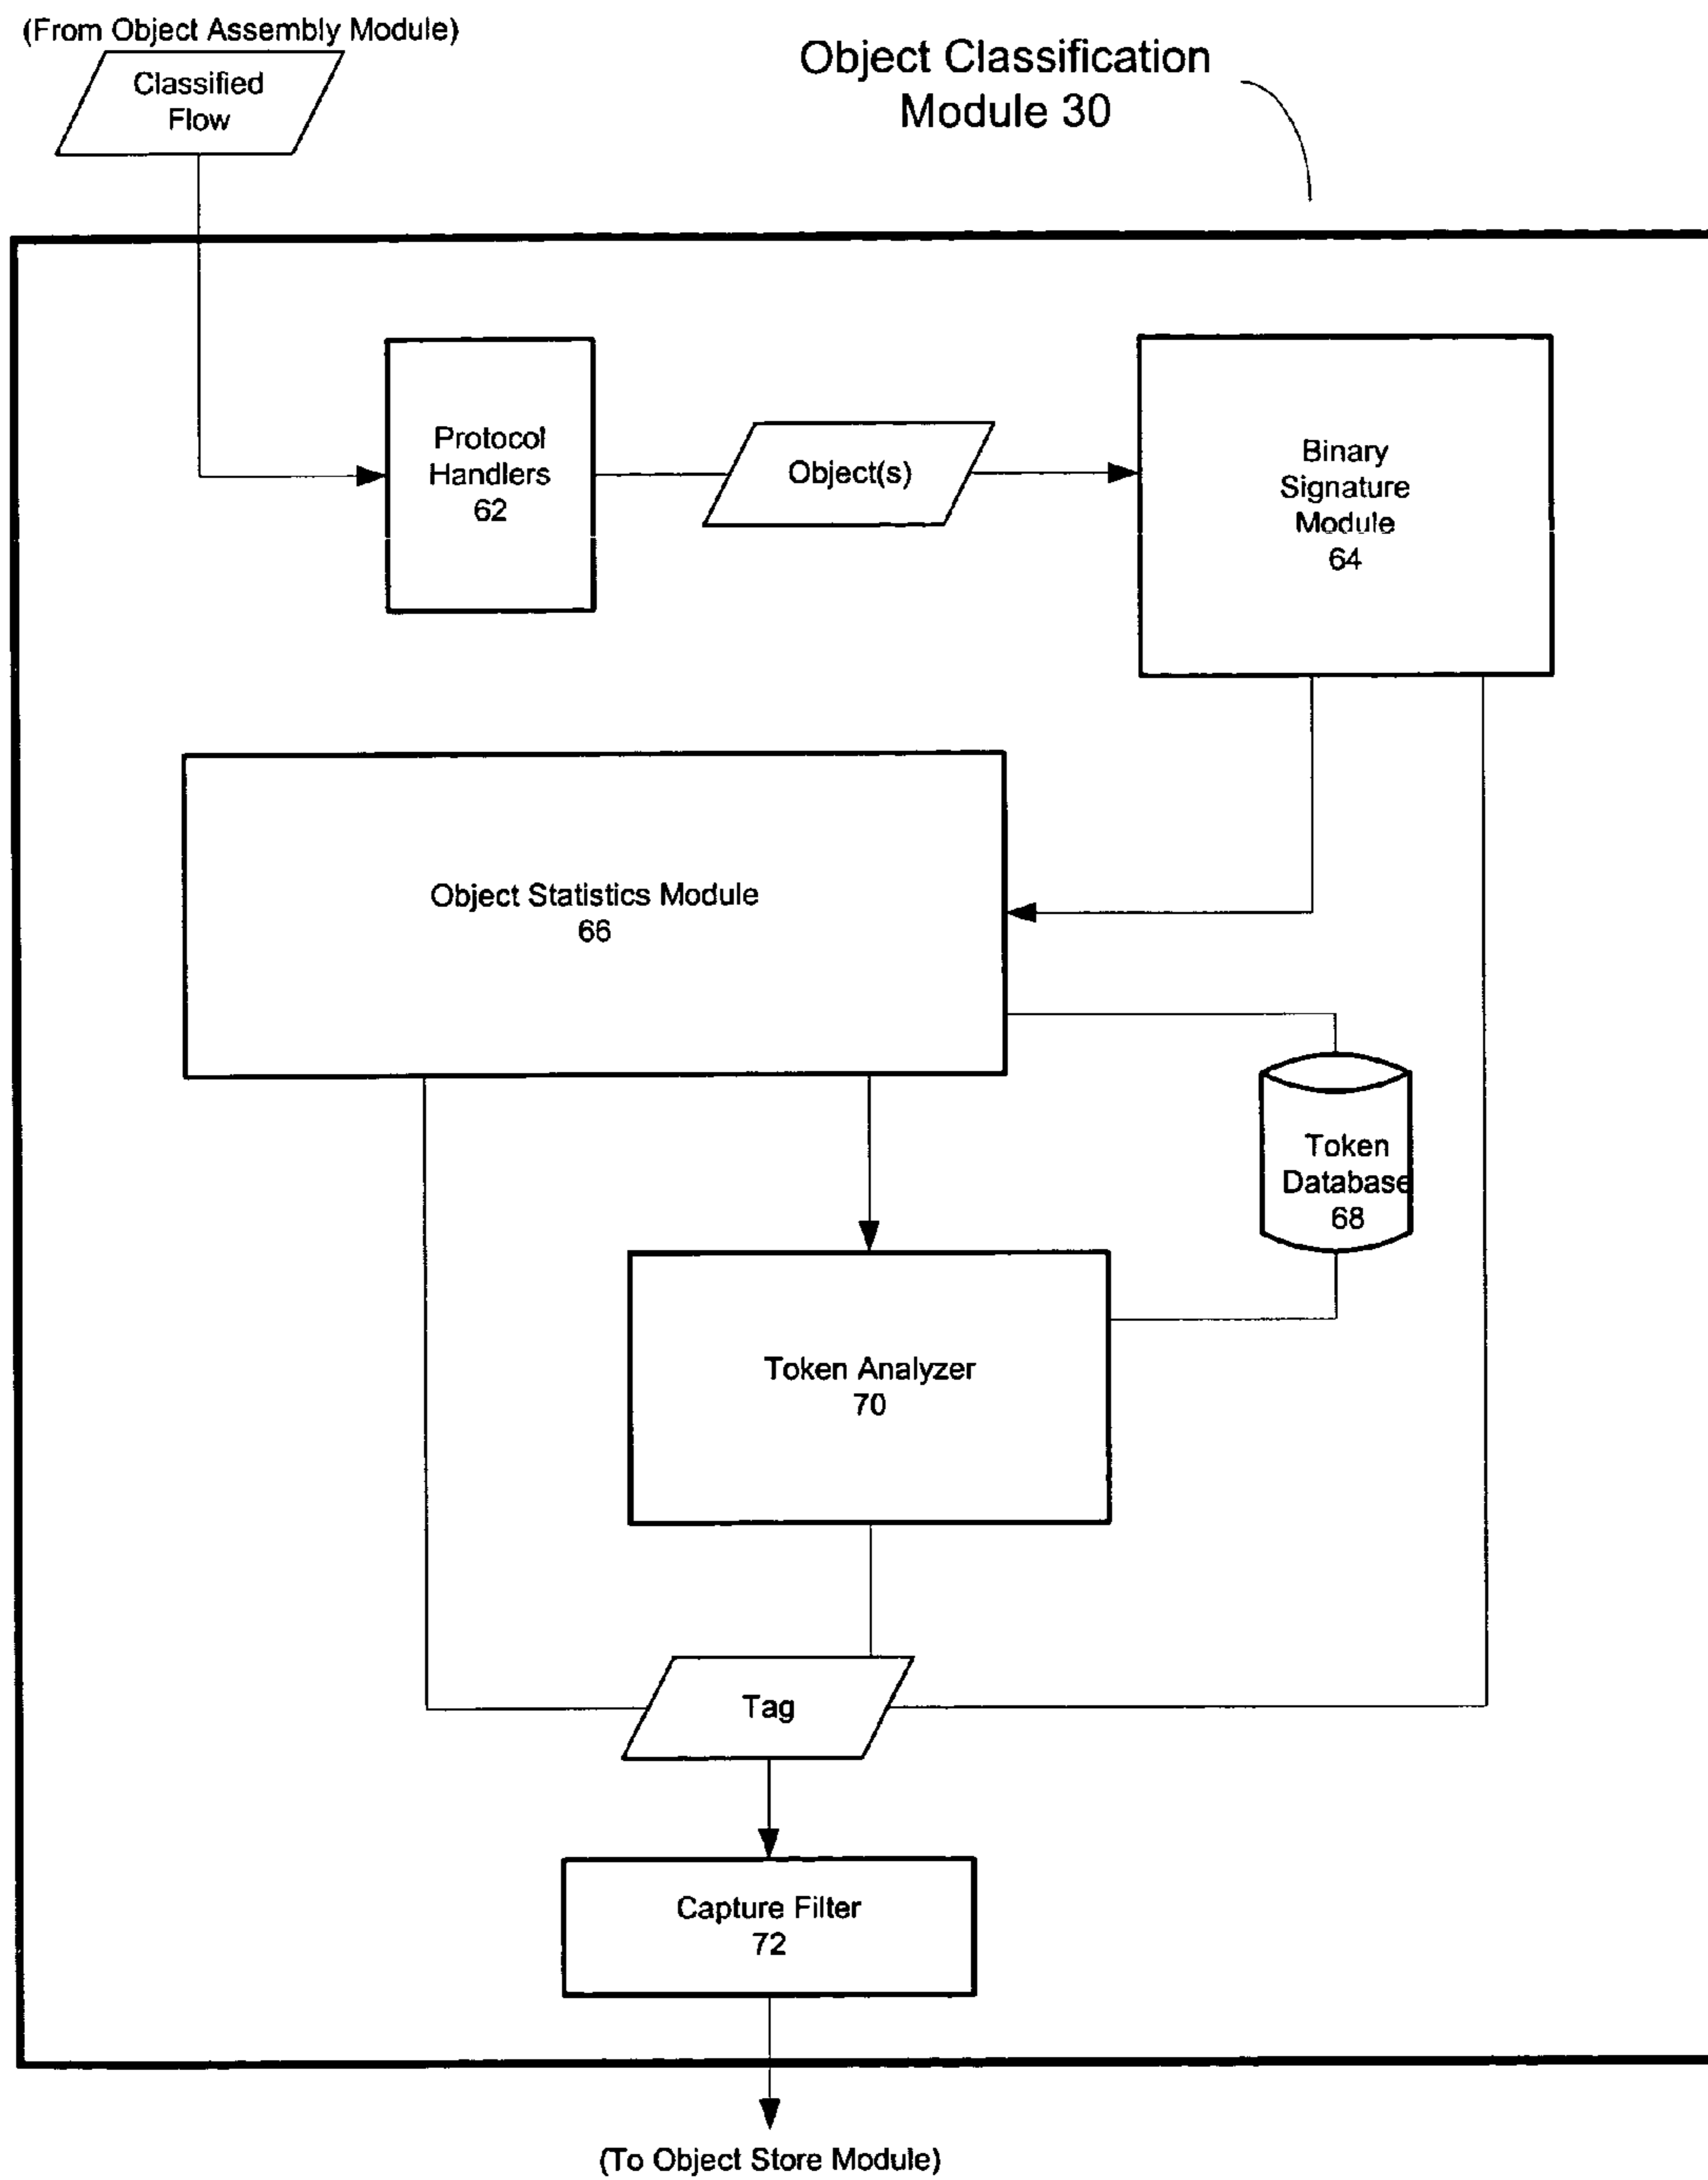 (From Object Assembly Module)
Classified
Flow
Object Classification
Module 30
Protocol
Handlers
62
Object(s)
Binary
Signature
Module
64
Object Statistics Module
66
Token
Database
68
Token Analyzer
70
Tag
Capture Filter
72
(To Object Store Module)